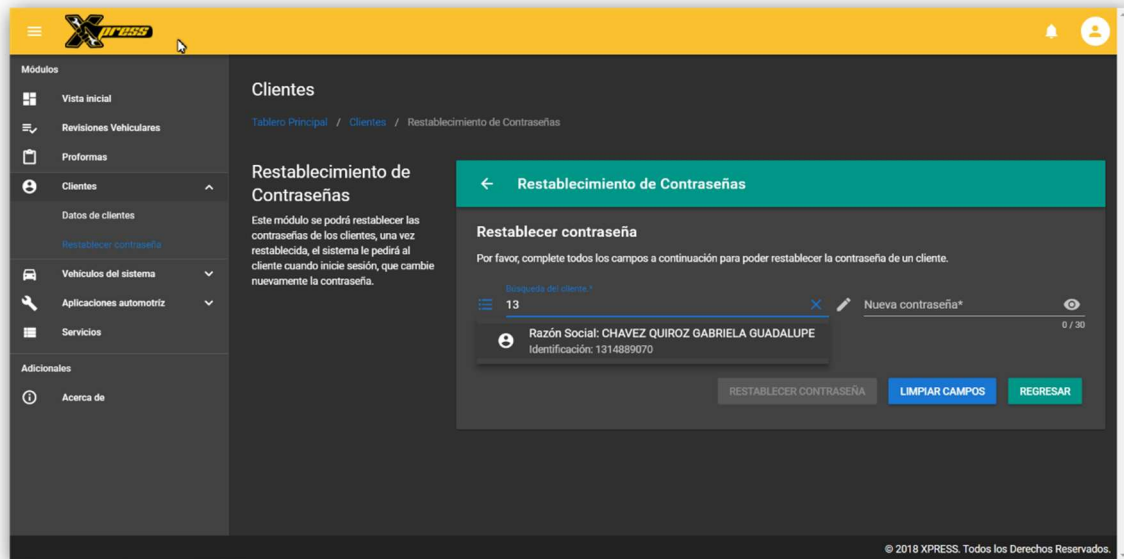 Xpress
Módulos
Vista inicial
Revisiones Vehiculares
Proformas
Clientes
Datos de clientes
Restablecer contraseña
Vehículos del sistema
Aplicaciones automotríz
Servicios
Adicionales
Acerca de
Clientes
Tablero Principal / Clientes / Restablecimiento de Contraseñas
Restablecimiento de
Contraseñas
Este módulo se podrá restablecer las
contraseñas de los clientes, una vez
restablecida, el sistema le pedirá al
cliente cuando inicie sesión, que cambie
nuevamente la contraseña.
Restablecimiento de Contraseñas
Restablecer contraseña
Por favor, complete todos los campos a continuación para poder restablecer la contraseña de un cliente.
Búsqueda del cliente *
13
Nueva contraseña*
0 / 30
Razón Social: CHAVEZ QUIROZ GABRIELA GUADALUPE
Identificación: 1314889070
RESTABLECER CONTRASEÑA
LIMPIAR CAMPOS
REGRESAR
© 2018 XPRESS. Todos los Derechos Reservados.